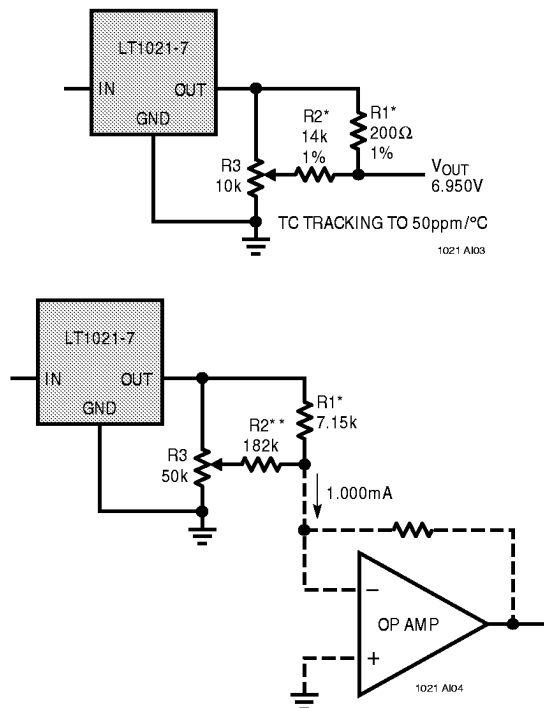 LT1021-7
IN
OUT
GND
R3
10k
R2*
14k
1%
R1*
200Ω
1%
VOUT
6.950V
TC TRACKING TO 50ppm/°C
1021 AI03
LT1021-7
IN
OUT
GND
R3
50k
R2**
182k
R1*
7.15k
1.000mA
–
OP AMP
+
1021 AI04